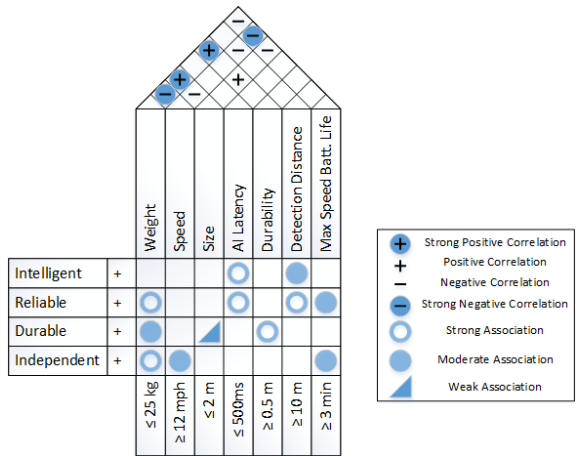 Weight
Speed
Size
AI Latency
Durability
Detection Distance
Max Speed Batt. Life
Intelligent +
Reliable +
Durable +
Independent +
≤ 25 kg
≥ 12 mph
≤ 2 m
≤ 500ms
≥ 0.5 m
≥ 10 m
≥ 3 min
Strong Positive Correlation
Positive Correlation
Negative Correlation
Strong Negative Correlation
Strong Association
Moderate Association
Weak Association